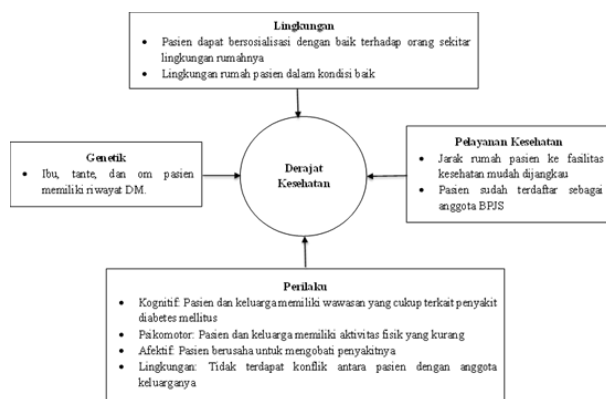 Lingkungan
• Pasien dapat bersosialisasi dengan baik terhadap orang sekitar
lingkungan rumahnya
• Lingkungan rumah pasien dalam kondisi baik
Genetik
• Ibu, tante, dan om pasien
memiliki riwayat DM.
Derajat
Kesehatan
Pelayanan Kesehatan
• Jarak rumah pasien ke fasilitas
kesehatan mudah dijangkau
• Pasien sudah terdaftar sebagai
anggota BPJS
Perilaku
• Kognitif: Pasien dan keluarga memiliki wawasan yang cukup terkait penyakit
diabetes mellitus
• Psikomotor: Pasien dan keluarga memiliki aktivitas fisik yang kurang
• Afektif: Pasien berusaha untuk mengobati penyakitnya
• Lingkungan: Tidak terdapat konflik antara pasien dengan anggota
keluarganya